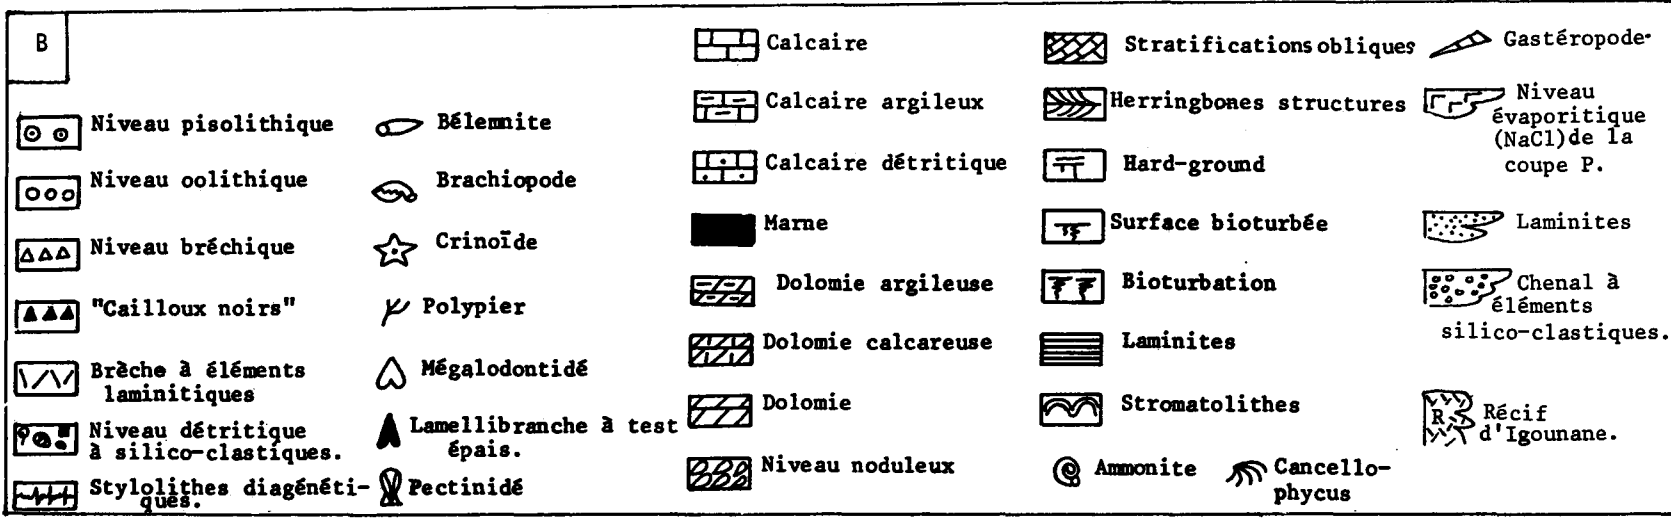 B
Niveau pisolithique
Niveau oolithique
Niveau bréchique
"Cailloux noirs"
Brèche à éléments
laminitiques
Niveau détritique
à silico-clastiques.
Stylolithes diagénéti-
ques.
Bélemnite
Brachiopode
Crinoïde
Polypier
Mégalodontidé
Lamellibranche à test
épais.
Pectinidé
Calcaire
Calcaire argileux
Calcaire détritique
Marne
Dolomie argileuse
Dolomie calcareuse
Dolomie
Niveau noduleux
Stratifications obliques
Herringbones structures
Hard-ground
Surface bioturbée
Bioturbation
Laminites
Stromatolithes
Ammonite
Cancello-
phycus
Gastéropode.
Niveau
évaporitique
(NaCl)de la
coupe P.
Laminites
Chenal à
éléments
silico-clastiques.
R
Récif
d'Igounane.